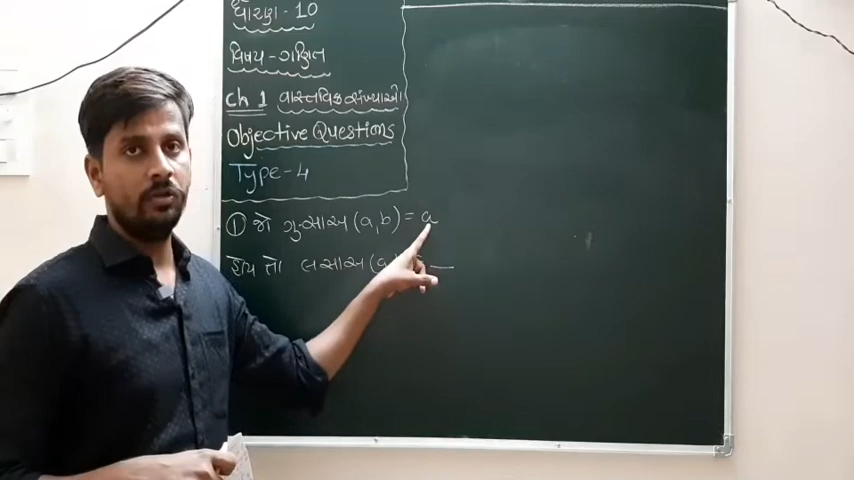 ધોરણ - 10
વિષય - ગણિત
ch 1 વાસ્તવિક સંખ્યાઓ
Objective Questions
Type - 4
① જો ગુ.સા.અ (a, b) = a
હોય તો લ.સા.અ (a,